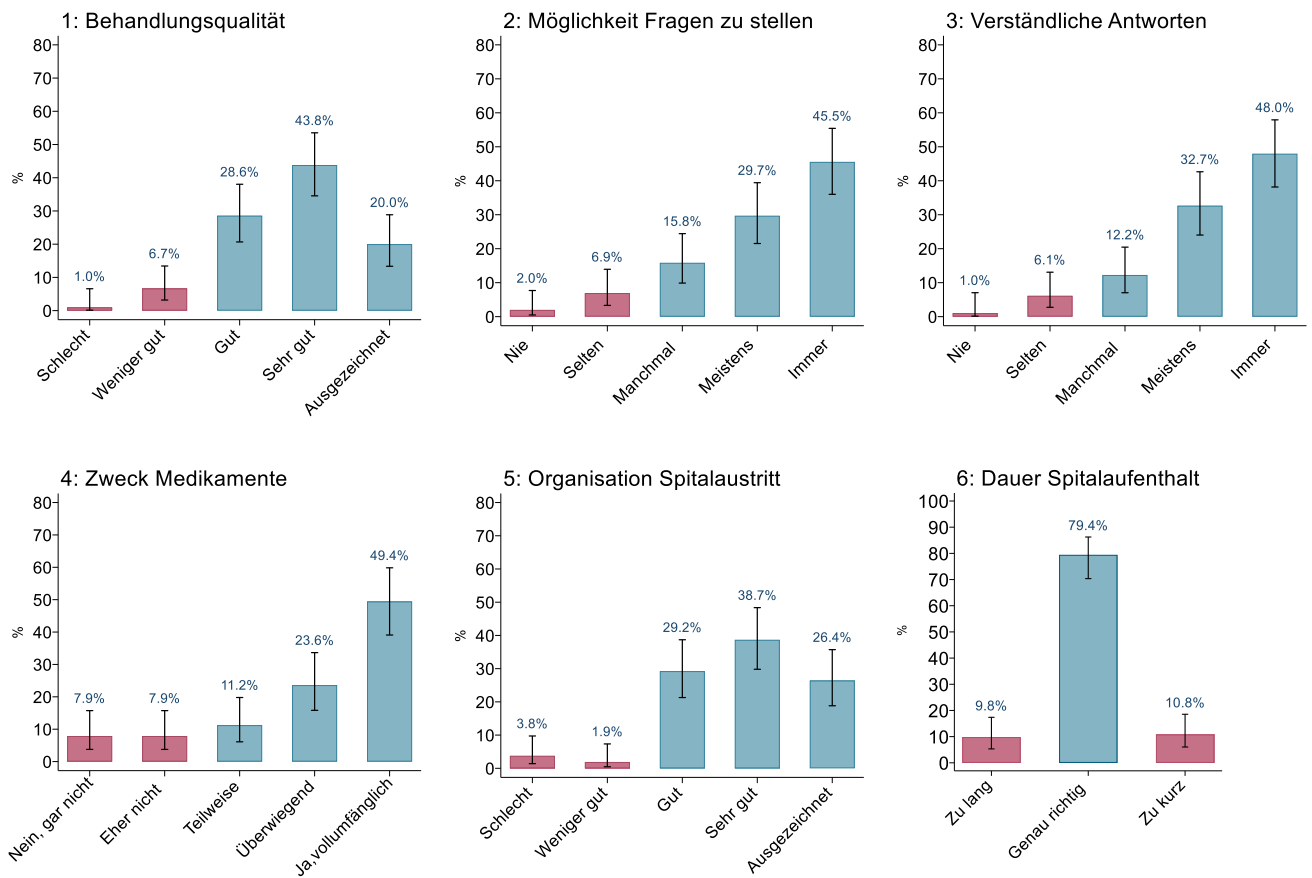 1: Behandlungsqualität
80
70
60
50
40
30
20
10
0
%
1.0%
6.7%
28.6%
43.8%
20.0%
Schlecht
Weniger gut
Gut
Sehr gut
Ausgezeichnet
2: Möglichkeit Fragen zu stellen
80
70
60
50
40
30
20
10
0
%
2.0%
6.9%
15.8%
29.7%
45.5%
Nie
Selten
Manchmal
Meistens
Immer
3: Verständliche Antworten
80
70
60
50
40
30
20
10
0
%
1.0%
6.1%
12.2%
32.7%
48.0%
Nie
Selten
Manchmal
Meistens
Immer
4: Zweck Medikamente
80
70
60
50
40
30
20
10
0
%
7.9%
7.9%
11.2%
23.6%
49.4%
Nein, gar nicht
Eher nicht
Teilweise
Überwiegend
Ja,vollumfänglich
5: Organisation Spitalaustritt
80
70
60
50
40
30
20
10
0
%
3.8%
1.9%
29.2%
38.7%
26.4%
Schlecht
Weniger gut
Gut
Sehr gut
Ausgezeichnet
6: Dauer Spitalaufenthalt
100
90
80
70
60
50
40
30
20
10
0
%
9.8%
79.4%
10.8%
Zu lang
Genau richtig
Zu kurz